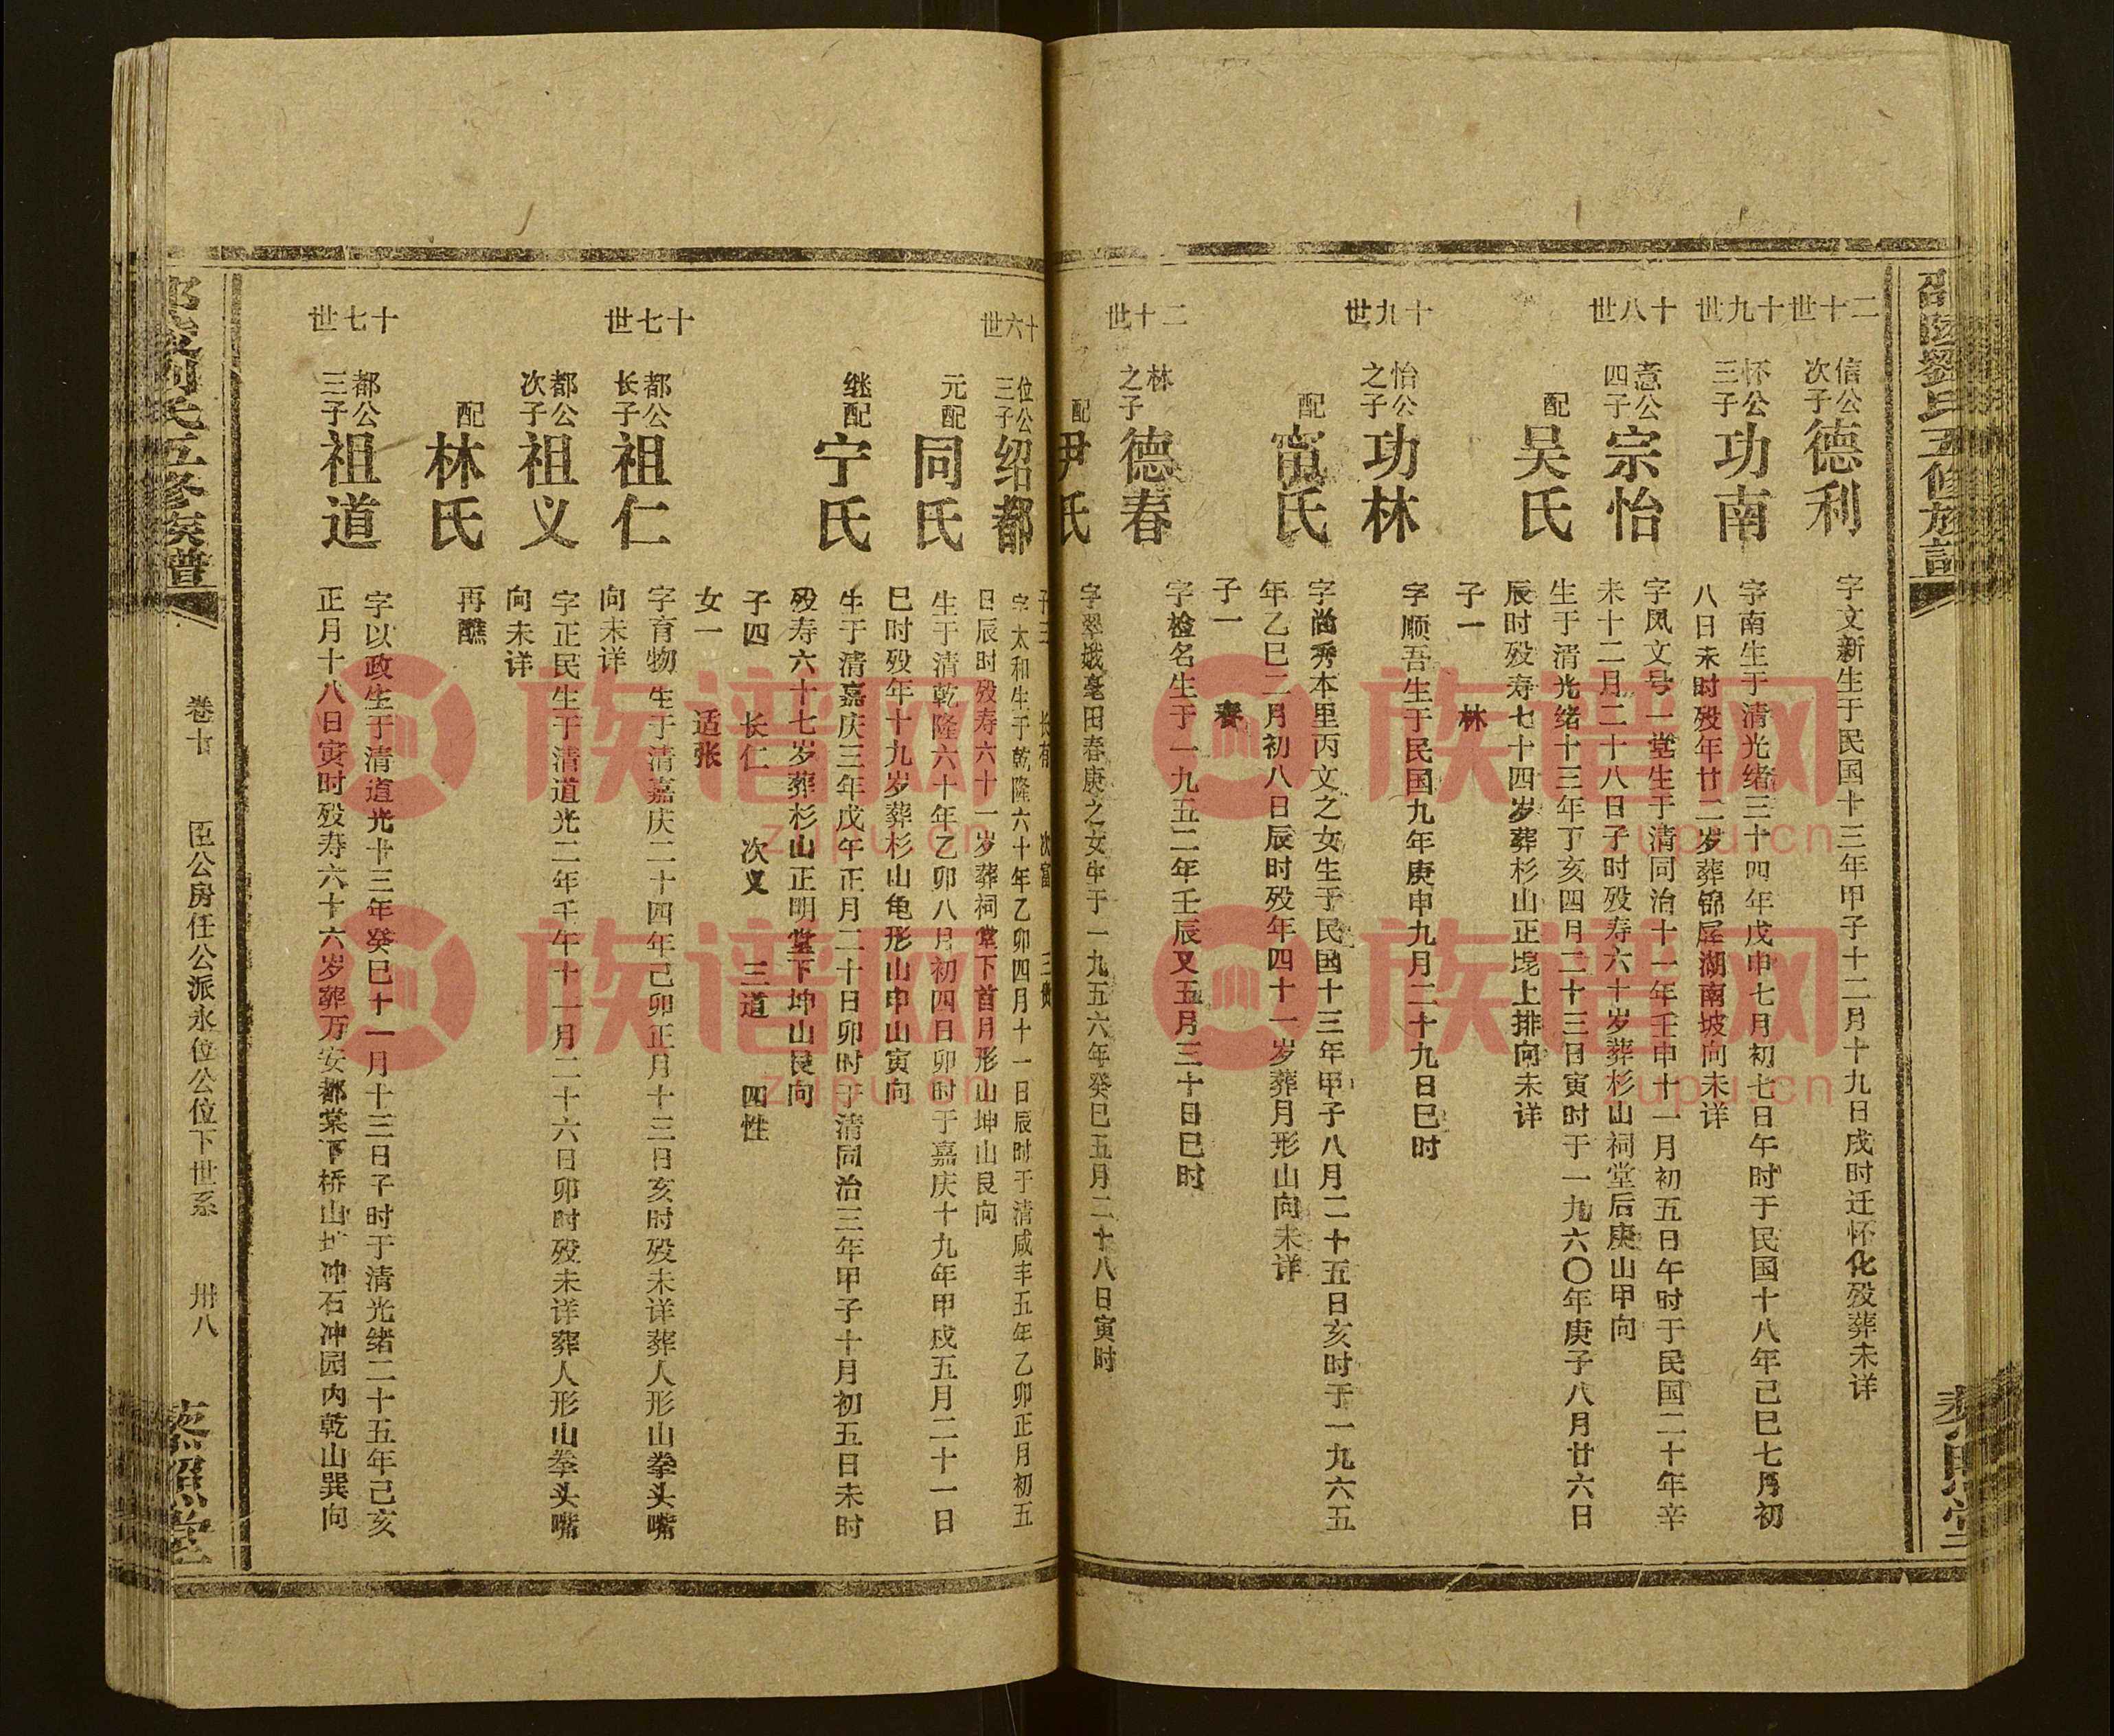 二十世
信公次子
德利
字文新生于民国十三年甲子十二月十九日戌时迁怀化殁葬未详
十九世
怀公三子
功南
字南生于清光绪三十四年戊申七月初七日午时于民国十八年己巳七月初
八日未时殁年廿二岁葬锦屏湖南坡向未详
十八世
意公四子
宗怡
字凤文号一堂生于清同治十一年壬申十一月初五日午时于民国二十年辛
未十二月二十八日子时殁寿六十岁葬杉山祠堂后庚山甲向
配
吴氏
生于清光绪十三年丁亥四月二十三日寅时于一九六〇年庚子八月廿六日
辰时殁寿七十四岁葬杉山正塊上排向未详
子一 林
十九世
怡公之子
功林
字顺吾生于民国九年庚申九月二十九日巳时
配
富氏
字尚秀本里丙文之女生于民国十三年甲子八月二十五日亥时于一九六五
年乙巳二月初八日辰时殁年四十一岁葬月形山向未详
子一 春
二十世
林之子
德春
字检名生于一九五二年壬辰又五月三十日巳时
配
尹氏
字翠娥毫田春庚之女生于一九五六年癸巳五月二十八日寅时
十六世
位公三子
绍都
字太和生于乾隆六十年乙卯四月十一日辰时于清咸丰五年乙卯正月初五
日辰时殁寿六十一岁葬祠堂下首月形山坤山艮向
元配
同氏
生于清乾隆六十年乙卯八月初四日卯时于嘉庆十九年甲戌五月二十一日
巳时殁年十九岁葬杉山龟形山申山寅向
继配
宁氏
生于清嘉庆三年戊午正月二十日卯时于清同治三年甲子十月初五日未时
殁寿六十七岁葬杉山正明堂下坤山艮向
子四 长仁 次义 三道 四性
女一 适张
十七世
都公长子
祖仁
字育物生于清嘉庆二十四年己卯正月十三日亥时殁未详葬人形山拳头嘴
向未详
都公次子
祖义
字正民生于清道光二年壬午十一月二十六日卯时殁未详葬人形山拳头嘴
向未详
配
林氏
再醮
十七世
都公三子
祖道
字以政生于清道光十三年癸巳十一月十三日子时于清光绪二十五年己亥
正月十八日寅时殁寿六十六岁葬万安都棠下桥山冲石冲园内乾山巽向
卷十 臣公房任公派永位公位下世系 卅八
族谱网
zupu.cn
族谱网
zupu.cn
族谱网
zupu.cn
族谱网
zupu.cn